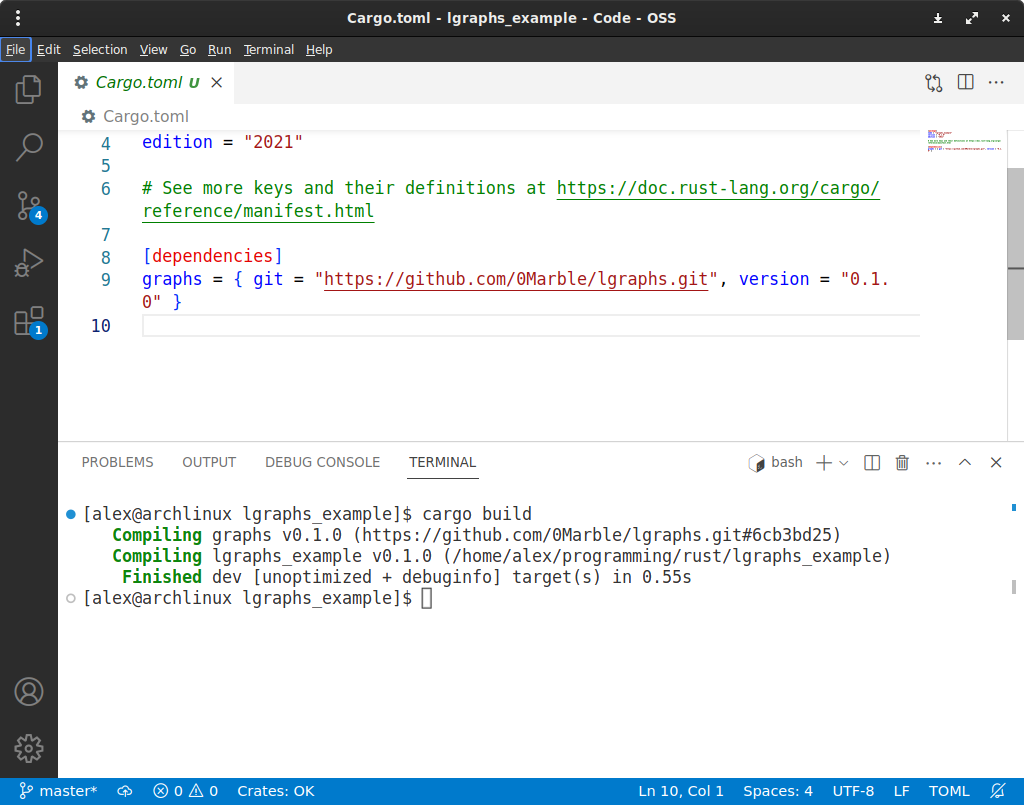 Cargo.toml - lgraphs_example - Code - OSS
File Edit Selection View Go Run Terminal Help
Cargo.toml U
Cargo.toml
4 edition = "2021"
5
6 # See more keys and their definitions at https://doc.rust-lang.org/cargo/
reference/manifest.html
7
8 [dependencies]
9 graphs = { git = "https://github.com/0Marble/lgraphs.git", version = "0.1.
0" }
10
4
1
PROBLEMS OUTPUT DEBUG CONSOLE TERMINAL bash
[alex@archlinux lgraphs_example]$ cargo build
Compiling graphs v0.1.0 (https://github.com/0Marble/lgraphs.git#6cb3bd25)
Compiling lgraphs_example v0.1.0 (/home/alex/programming/rust/lgraphs_example)
Finished dev [unoptimized + debuginfo] target(s) in 0.55s
[alex@archlinux lgraphs_example]$
master* 0 0 Crates: OK Ln 10, Col 1 Spaces: 4 UTF-8 LF TOML